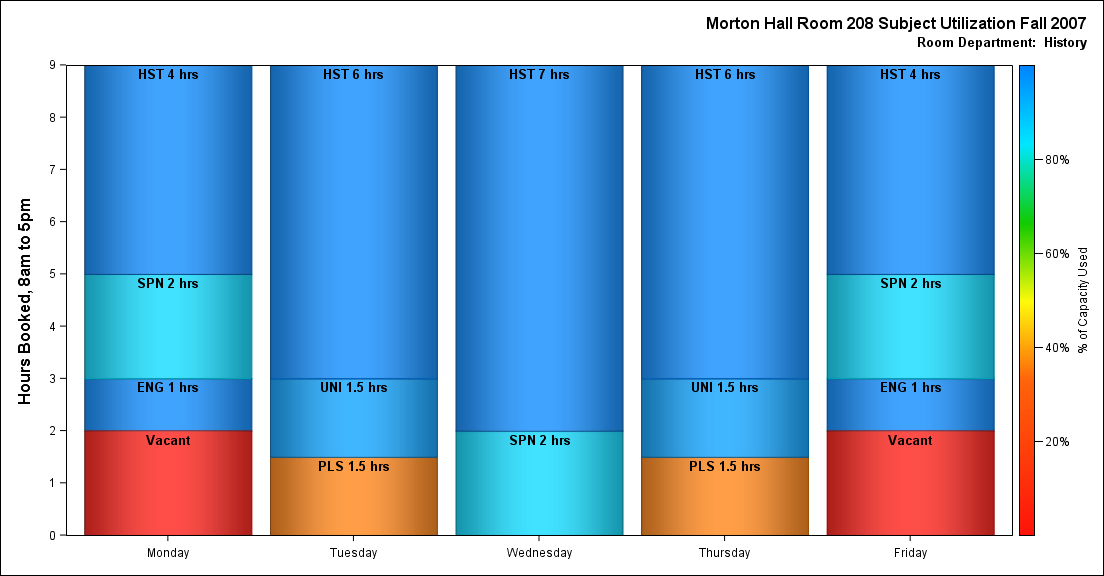 Morton Hall Room 208 Subject Utilization Fall 2007
Room Department:  History
Hours Booked, 8am to 5pm
9
8
7
6
5
4
3
2
1
0
HST 4 hrs
SPN 2 hrs
ENG 1 hrs
Vacant
Monday
HST 6 hrs
UNI 1.5 hrs
PLS 1.5 hrs
Tuesday
HST 7 hrs
SPN 2 hrs
Wednesday
HST 6 hrs
UNI 1.5 hrs
PLS 1.5 hrs
Thursday
HST 4 hrs
SPN 2 hrs
ENG 1 hrs
Vacant
Friday
80%
60%
40%
20%
% of Capacity Used